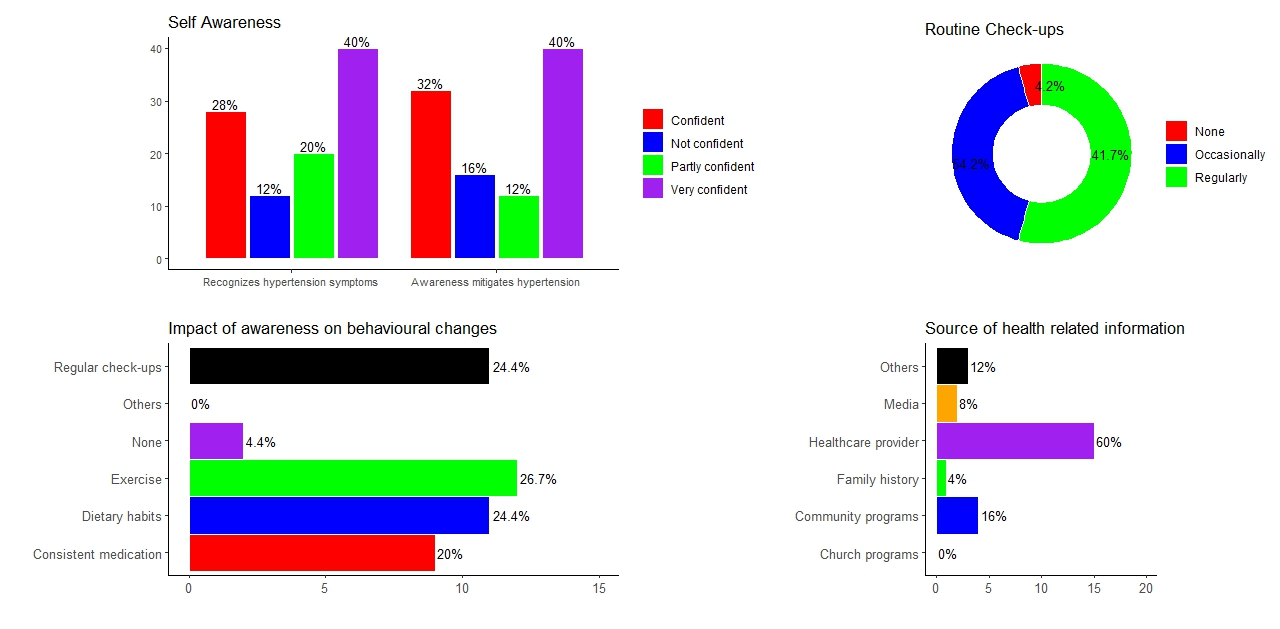 Self Awareness
40
30
20
10
0
28%
12%
20%
40%
32%
16%
12%
40%
Recognizes hypertension symptoms
Awareness mitigates hypertension
Confident
Not confident
Partly confident
Very confident
Routine Check-ups
4.2%
54.2%
41.7%
None
Occasionally
Regularly
Impact of awareness on behavioural changes
Regular check-ups 24.4%
Others 0%
None 4.4%
Exercise 26.7%
Dietary habits 24.4%
Consistent medication 20%
0 5 10 15
Source of health related information
Others 12%
Media 8%
Healthcare provider 60%
Family history 4%
Community programs 16%
Church programs 0%
0 5 10 15 20